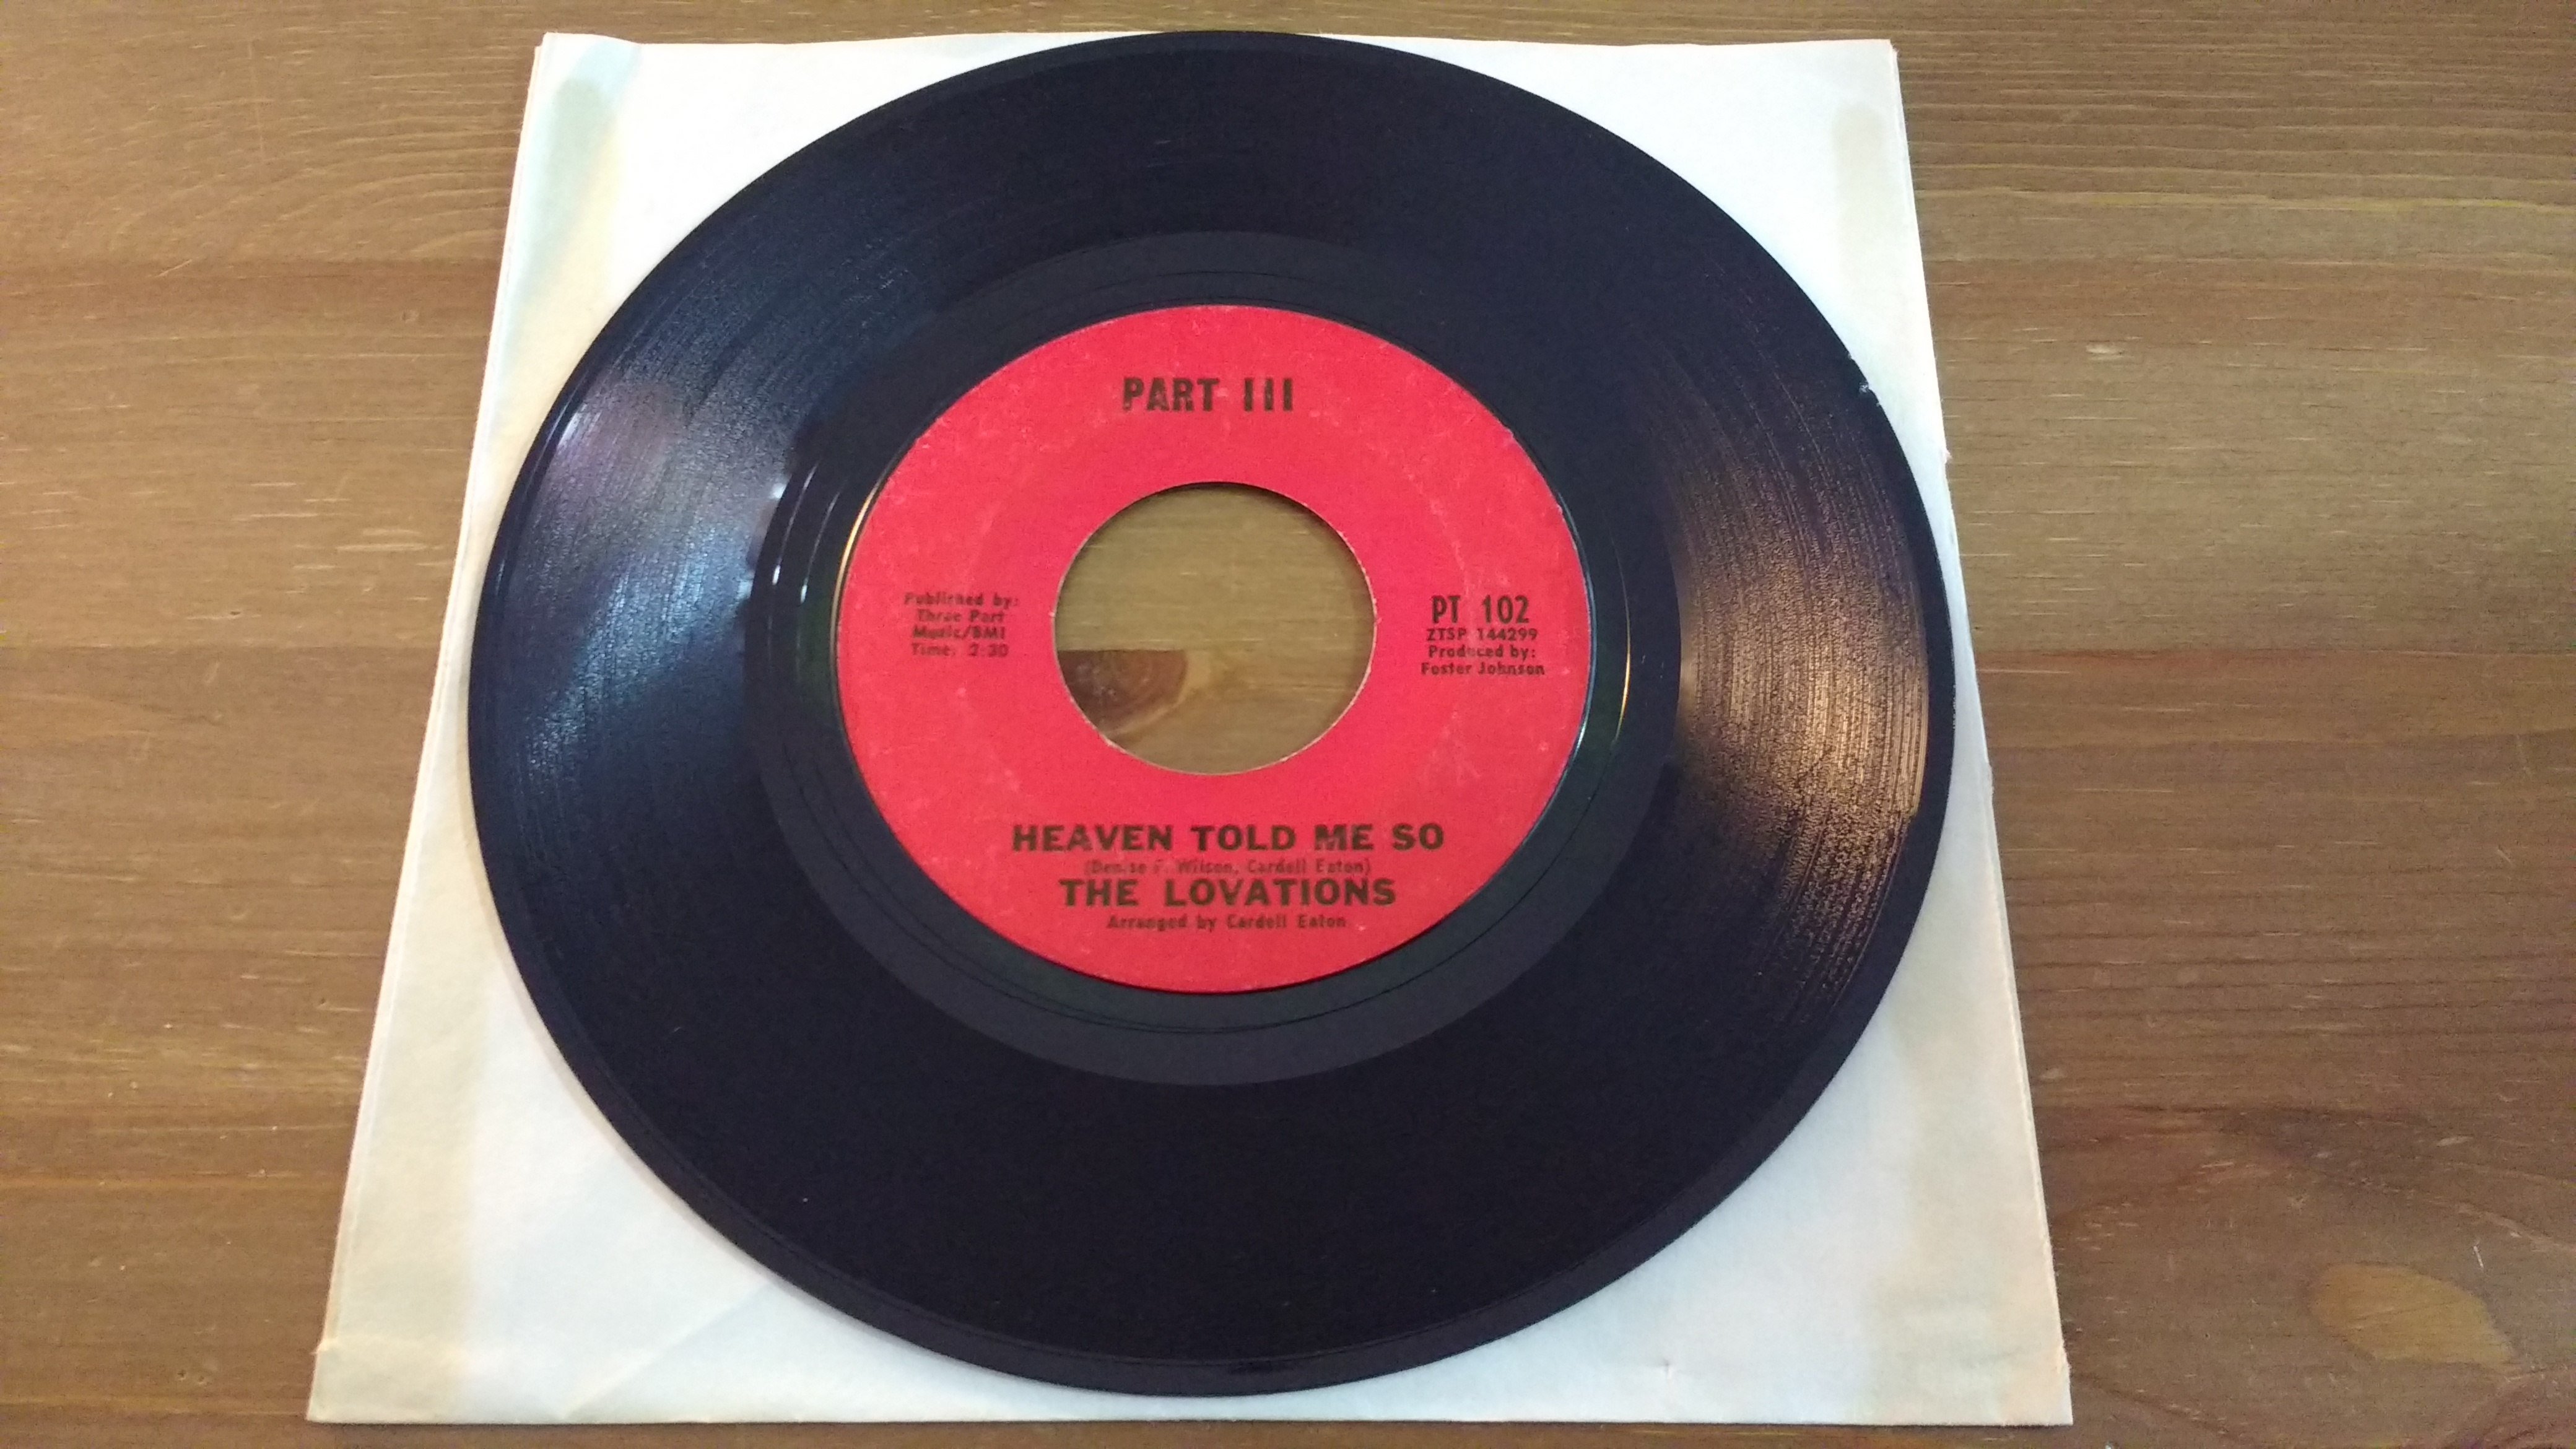 PART III
Published by:
Three Part
Music/BMI
Time: 2:30
PT 102
ZTSP 144299
Produced by:
Foster Johnson
HEAVEN TOLD ME SO
(Denise Wilson, Cardell Eaton)
THE LOVATIONS
Arranged by Cardell Eaton